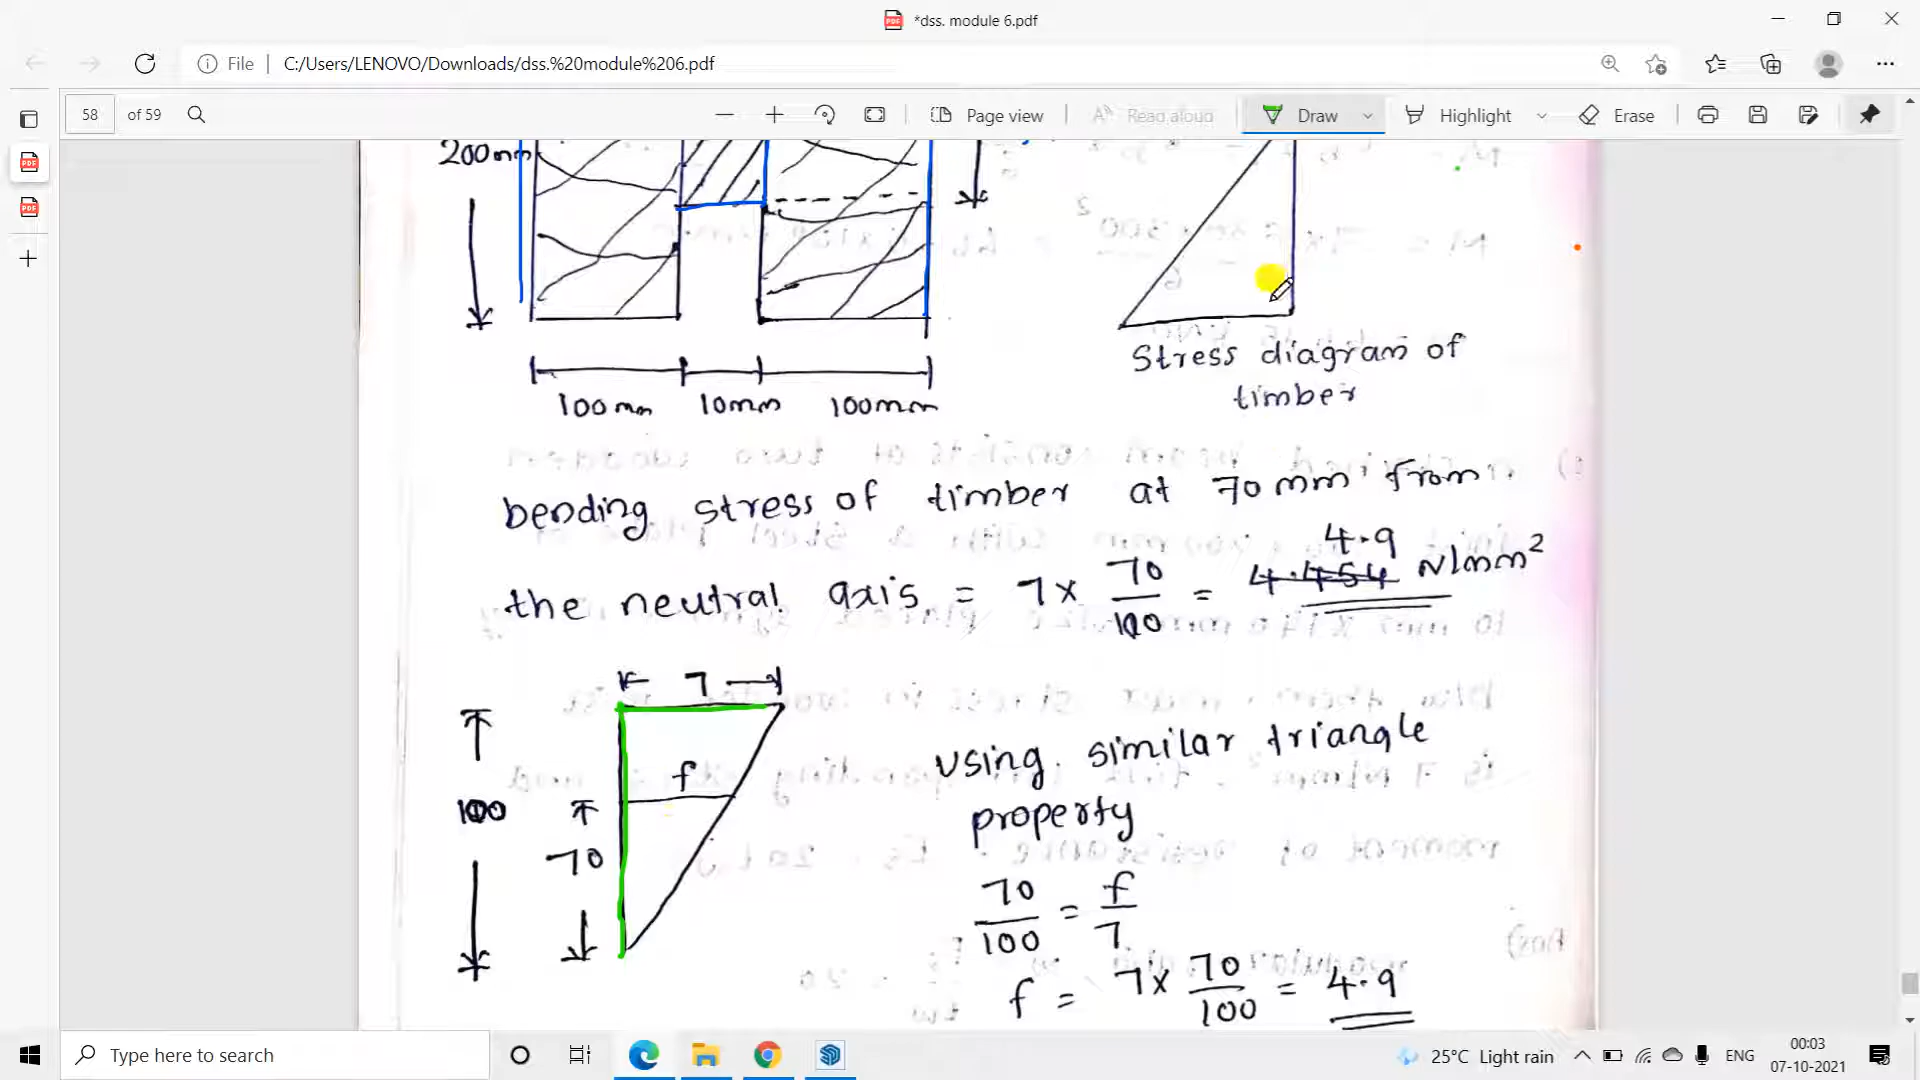 *dss. module 6.pdf
File
C:/Users/LENOVO/Downloads/dss.%20module%206.pdf
58 of 59
Page view
Read aloud
Draw
Highlight
Erase
200mm
100mm 10mm 100mm
Stress diagram of
timber
bending stress of timber at 70mm from
4.9
the neutral axis = 7 x 70/100 = 4.454 N/mm²
7
f
100
70
using similar triangle
property
70/100 = f/7
f = 7x 70/100 = 4.9
Type here to search
25°C Light rain
ENG
00:03
07-10-2021